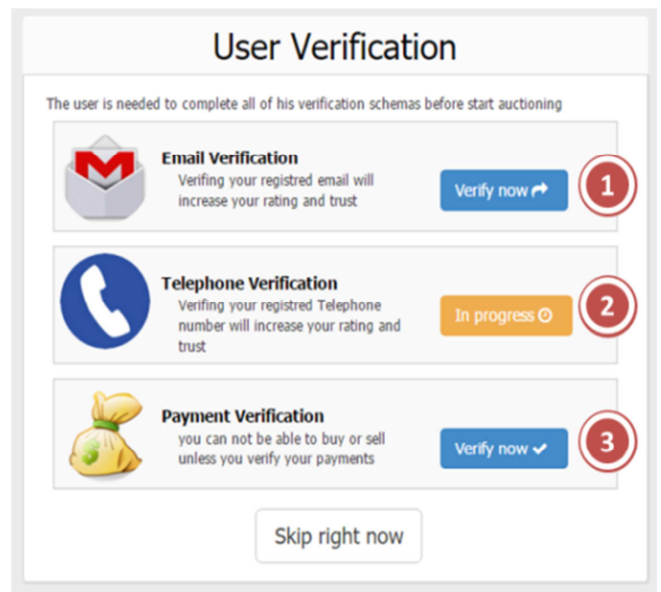 User Verification
The user is needed to complete all of his verification schemas before start auctioning
Email Verification
Verifing your registred email will
increase your rating and trust
Verify now
1
Telephone Verification
Verifing your registred Telephone
number will increase your rating and
trust
In progress
2
Payment Verification
you can not be able to buy or sell
unless you verify your payments
Verify now
3
Skip right now